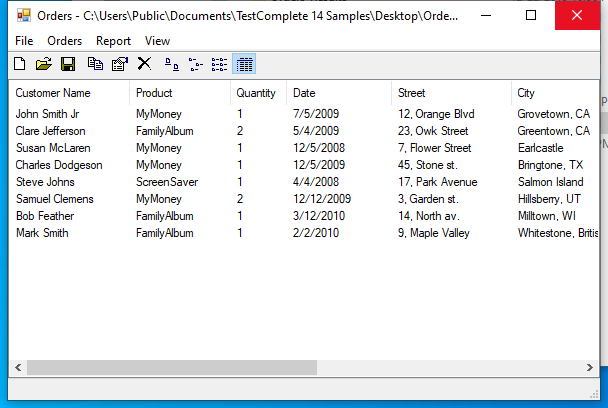 Orders - C:\Users\Public\Documents\TestComplete 14 Samples\Desktop\Orde...
File Orders Report View
Customer Name Product Quantity Date Street City
John Smith Jr MyMoney 1 7/5/2009 12, Orange Blvd Grovetown, CA
Clare Jefferson FamilyAlbum 2 5/4/2009 23, Owk Street Greentown, CA
Susan McLaren MyMoney 1 12/5/2008 7, Flower Street Earlcastle
Charles Dodgeson MyMoney 1 12/5/2009 45, Stone st. Bringtone, TX
Steve Johns ScreenSaver 1 4/4/2008 17, Park Avenue Salmon Island
Samuel Clemens MyMoney 2 12/12/2009 3, Garden st. Hillsberry, UT
Bob Feather FamilyAlbum 1 3/12/2010 14, North av. Milltown, WI
Mark Smith FamilyAlbum 1 2/2/2010 9, Maple Valley Whitestone, Britis